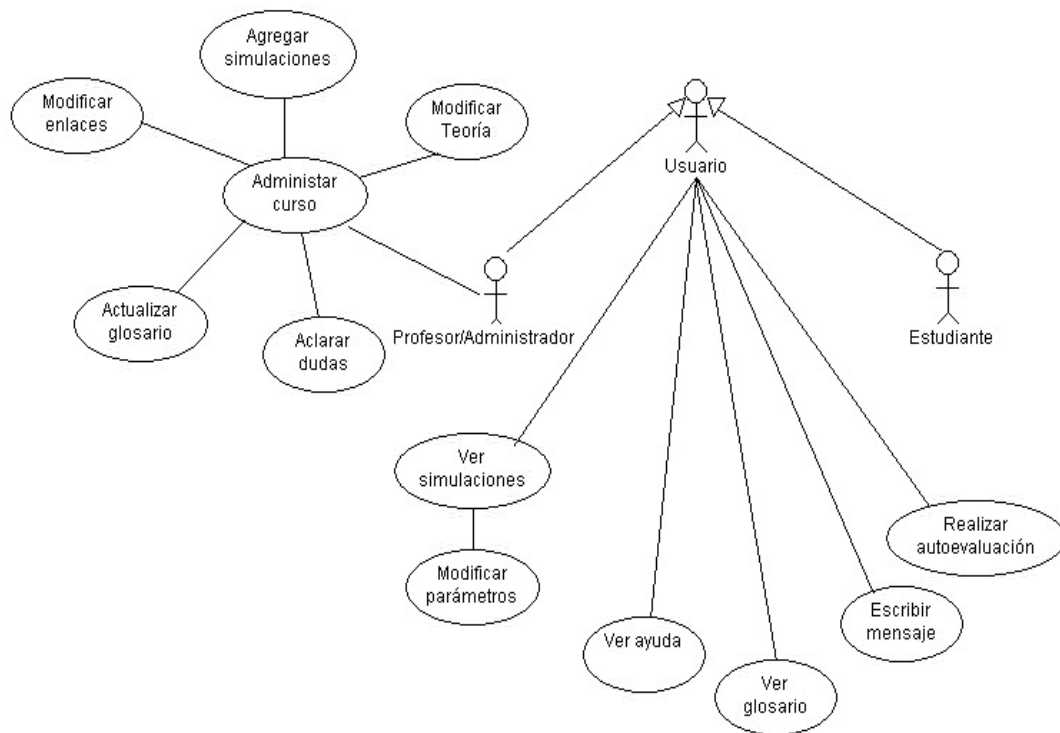 Agregar
simulaciones
Modificar
enlaces
Modificar
Teoría
Administar
curso
Actualizar
glosario
Aclarar
dudas
Usuario
Profesor/Administrador
Estudiante
Ver
simulaciones
Modificar
parámetros
Ver ayuda
Ver
glosario
Escribir
mensaje
Realizar
autoevaluación